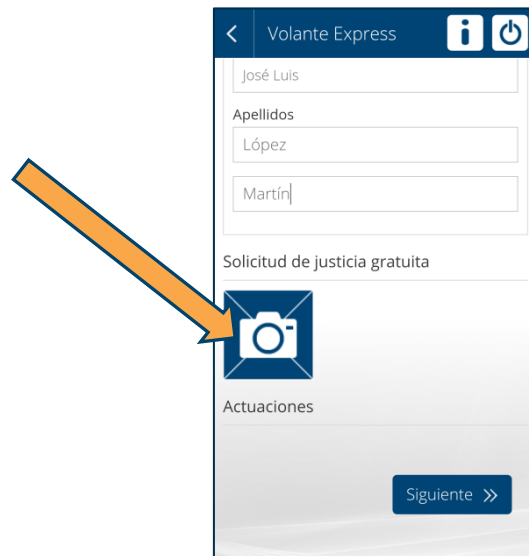 Volante Express
José Luis
Apellidos
López
Martín
Solicitud de justicia gratuita
Actuaciones
Siguiente